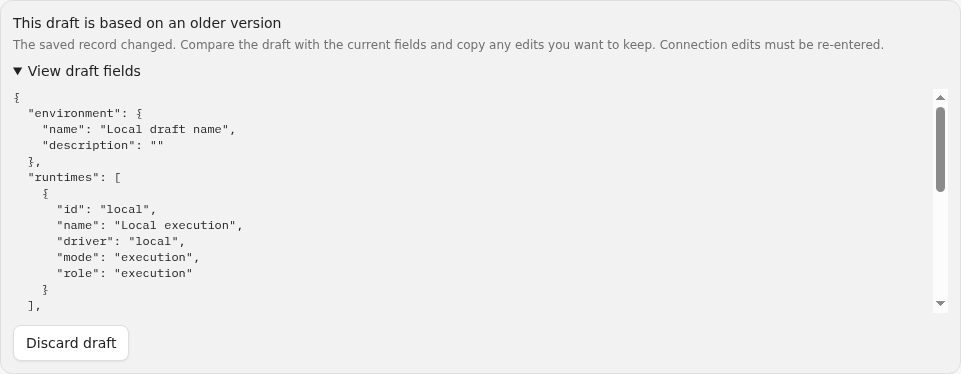 This draft is based on an older version
The saved record changed. Compare the draft with the current fields and copy any edits you want to keep. Connection edits must be re-entered.
▼ View draft fields
{
  "environment": {
    "name": "Local draft name",
    "description": ""
  },
  "runtimes": [
    {
      "id": "local",
      "name": "Local execution",
      "driver": "local",
      "mode": "execution",
      "role": "execution"
    }
  ],
Discard draft